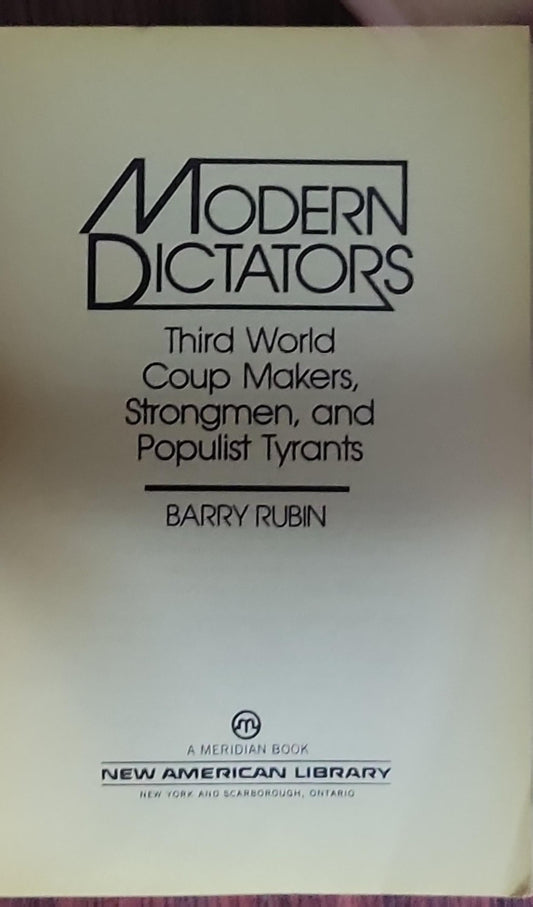 MODERN
DICTATORS
Third World
Coup Makers,
Strongmen, and
Populist Tyrants
BARRY RUBIN
m
A MERIDIAN BOOK
NEW AMERICAN LIBRARY
NEW YORK AND SCARBOROUGH, ONTARIO